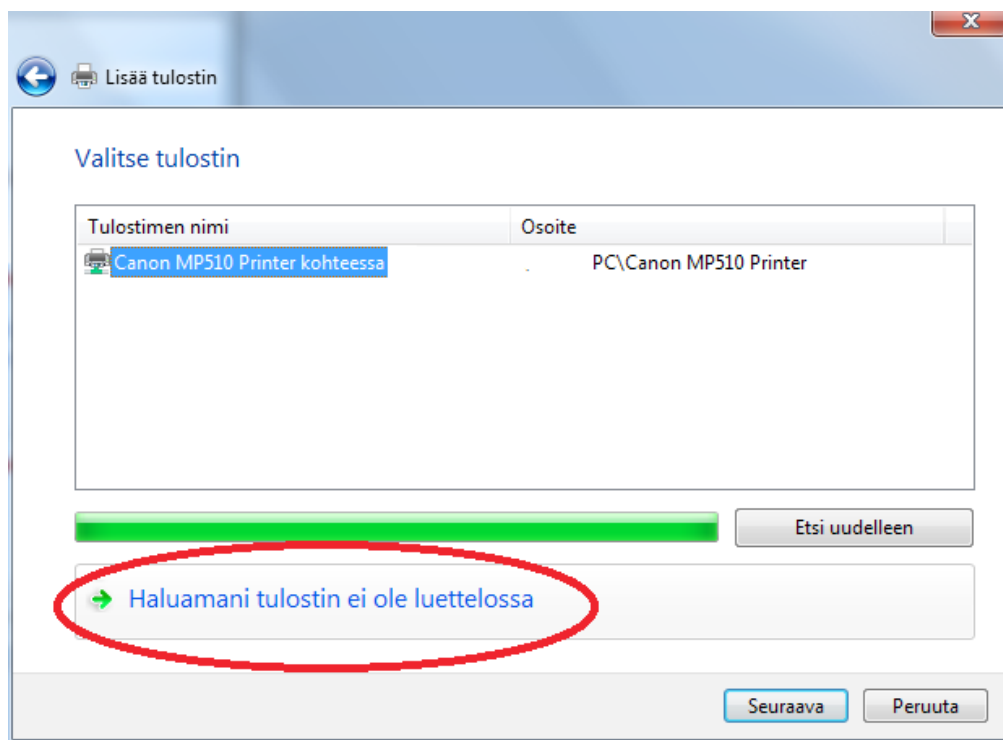 Lisää tulostin
Valitse tulostin
Tulostimen nimi Osoite
Canon MP510 Printer kohteessa PC\Canon MP510 Printer
Etsi uudelleen
Haluamani tulostin ei ole luettelossa
Seuraava Peruuta